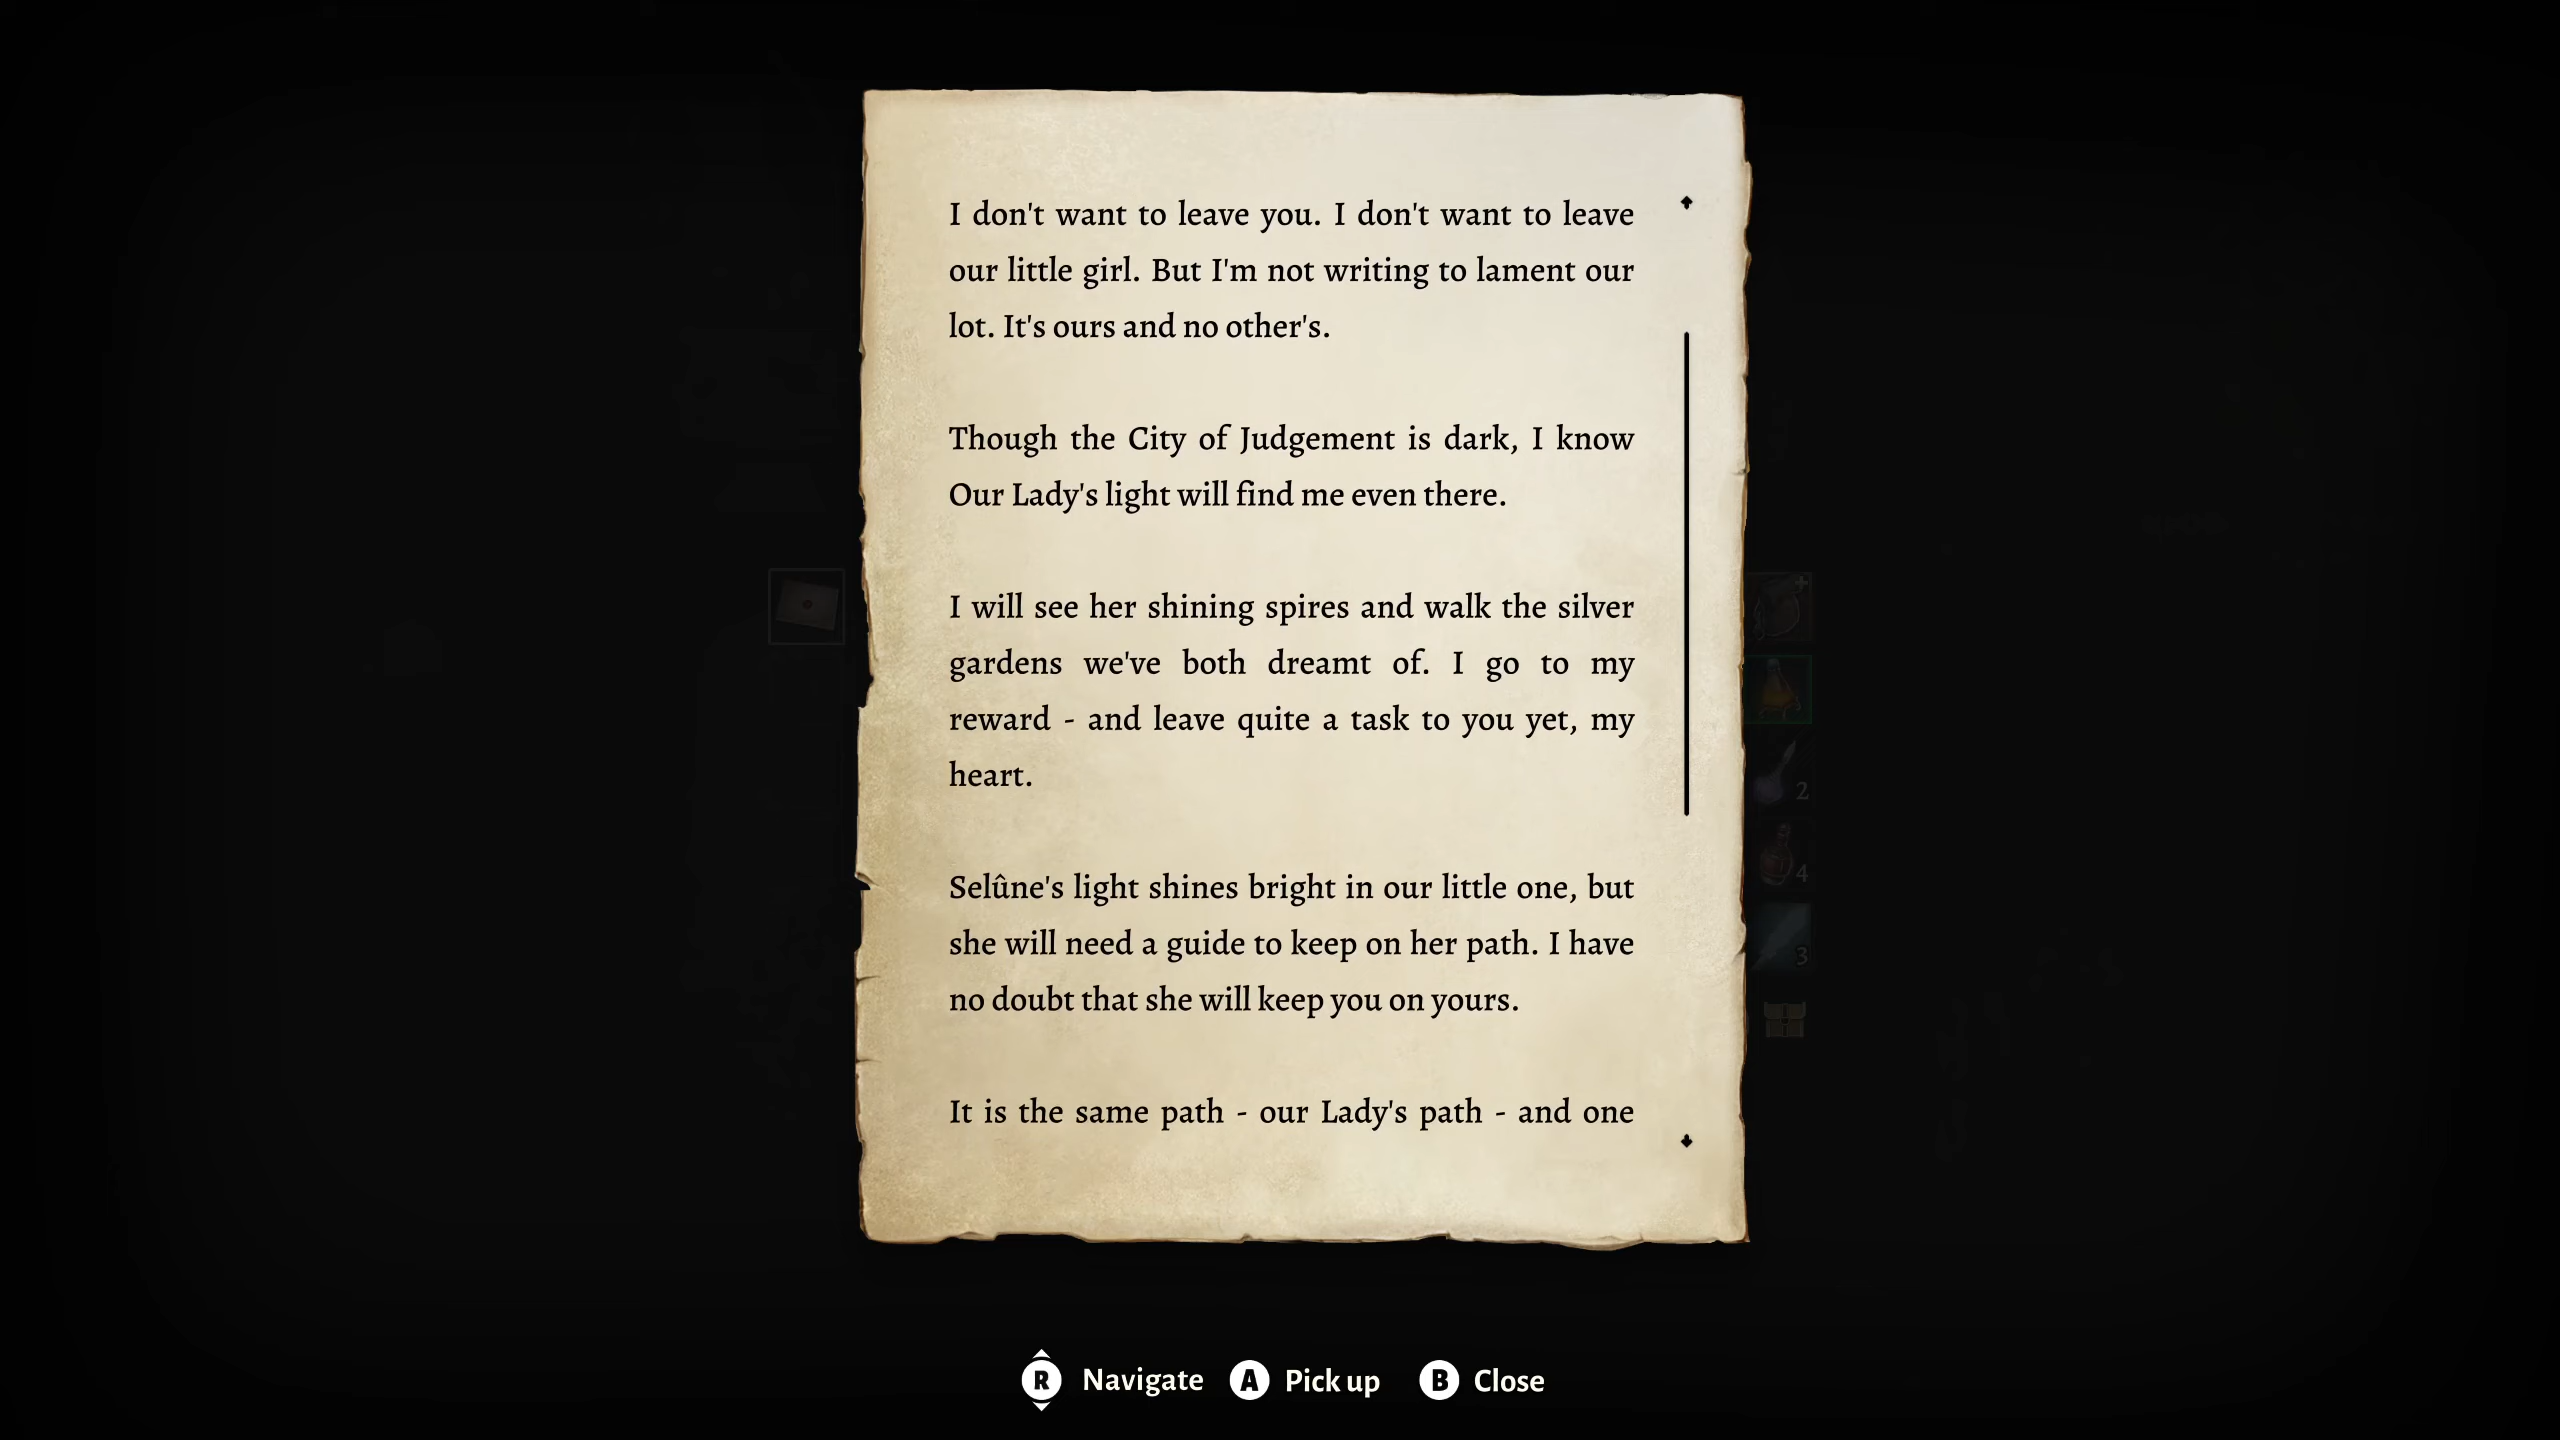 I don't want to leave you. I don't want to leave
our little girl. But I'm not writing to lament our
lot. It's ours and no other's.
Though the City of Judgement is dark, I know
Our Lady's light will find me even there.
I will see her shining spires and walk the silver
gardens we've both dreamt of. I go to my
reward - and leave quite a task to you yet, my
heart.
Selûne's light shines bright in our little one, but
she will need a guide to keep on her path. I have
no doubt that she will keep you on yours.
It is the same path - our Lady's path - and one
2
4
3
R Navigate A Pick up B Close